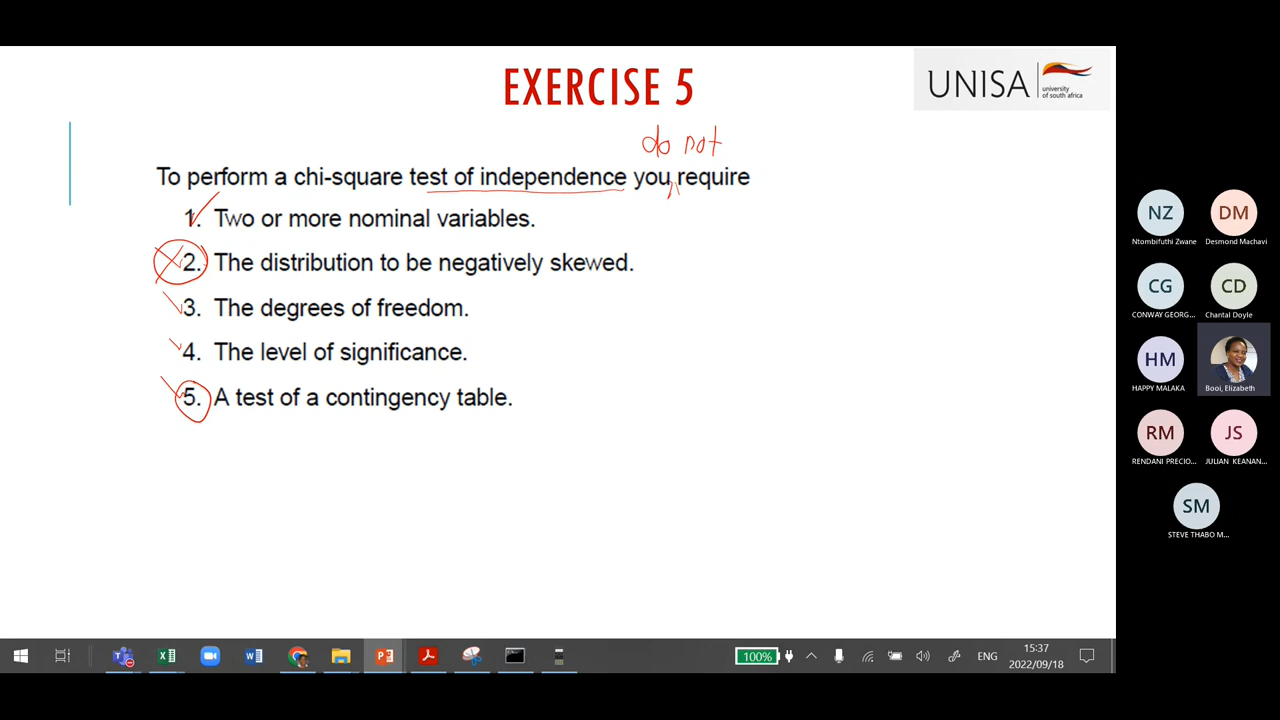 EXERCISE 5
UNISA
university
of south africa
do not
To perform a chi-square test of independence you require
1. Two or more nominal variables.
2. The distribution to be negatively skewed.
3. The degrees of freedom.
4. The level of significance.
5. A test of a contingency table.
NZ
DM
Ntombifuthi Zwane
Desmond Machavi
CG
CD
CONWAY GEORG...
Chantal Doyle
HM
HAPPY MALAKA
Booi, Elizabeth
RM
JS
RENDANI PRECIO...
JULIAN KEANAN...
SM
STEVE THABO M...
100%
ENG
15:37
2022/09/18